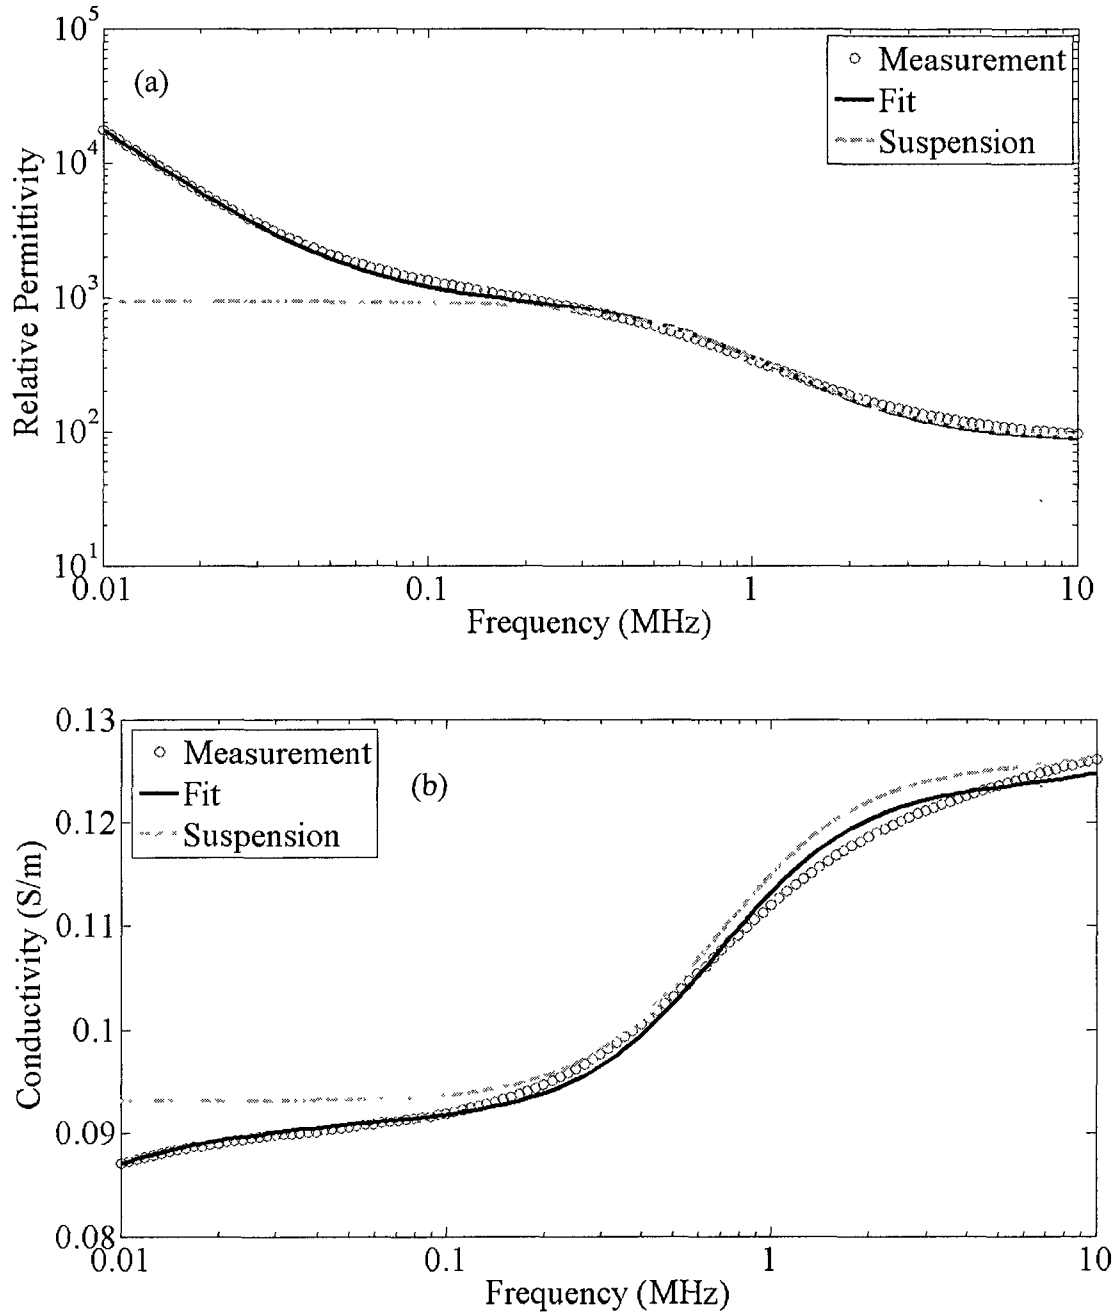 10^5
(a)
Measurement
Fit
Suspension
10^4
10^3
10^2
10^1
Relative Permittivity
0.01
0.1
1
10
Frequency (MHz)
0.13
Measurement
Fit
Suspension
(b)
0.12
0.11
0.1
0.09
0.08
Conductivity (S/m)
0.01
0.1
1
10
Frequency (MHz)